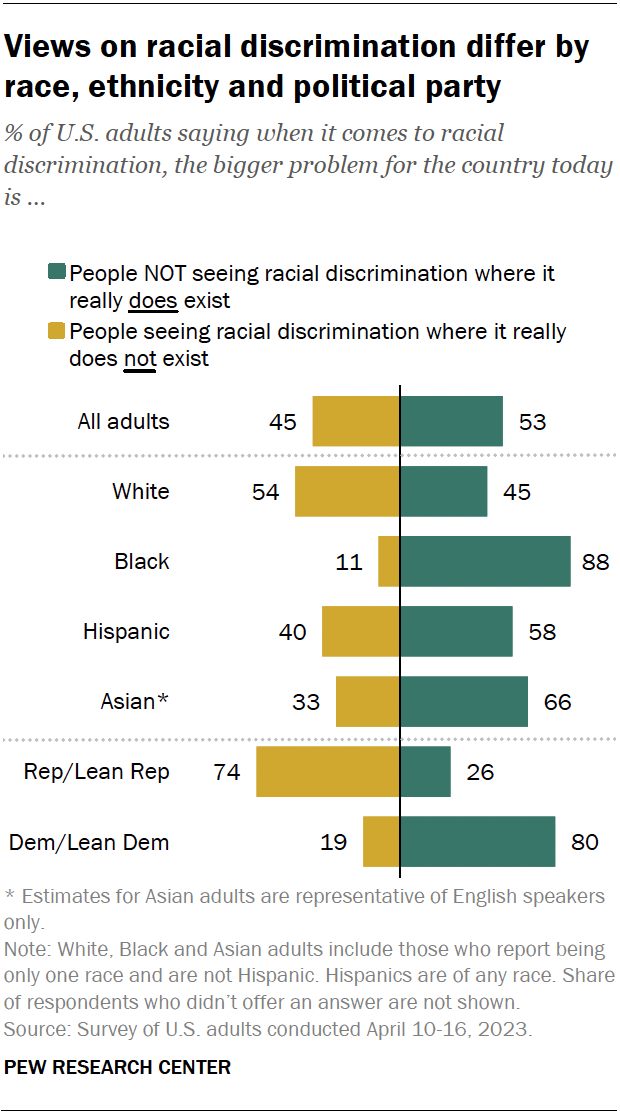 Views on racial discrimination differ by
race, ethnicity and political party
% of U.S. adults saying when it comes to racial
discrimination, the bigger problem for the country today
is ...
People NOT seeing racial discrimination where it
really does exist
People seeing racial discrimination where it really
does not exist
All adults 45 53
White 54 45
Black 11 88
Hispanic 40 58
Asian* 33 66
Rep/Lean Rep 74 26
Dem/Lean Dem 19 80
* Estimates for Asian adults are representative of English speakers
only.
Note: White, Black and Asian adults include those who report being
only one race and are not Hispanic. Hispanics are of any race. Share
of respondents who didn’t offer an answer are not shown.
Source: Survey of U.S. adults conducted April 10-16, 2023.
PEW RESEARCH CENTER